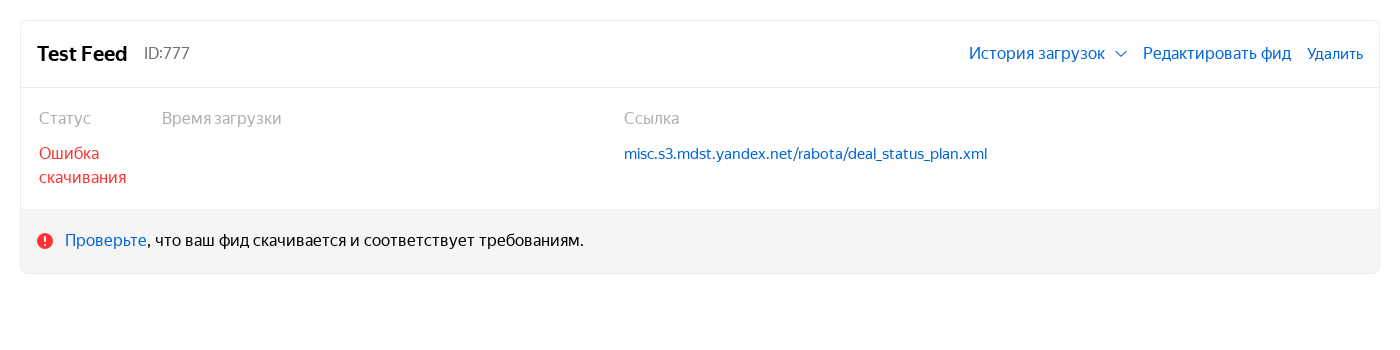 Test Feed ID:777 История загрузок Редактировать фид Удалить
Статус Время загрузки Ссылка
Ошибка misc.s3.mdst.yandex.net/rabota/deal_status_plan.xml
скачивания
Проверьте, что ваш фид скачивается и соответствует требованиям.